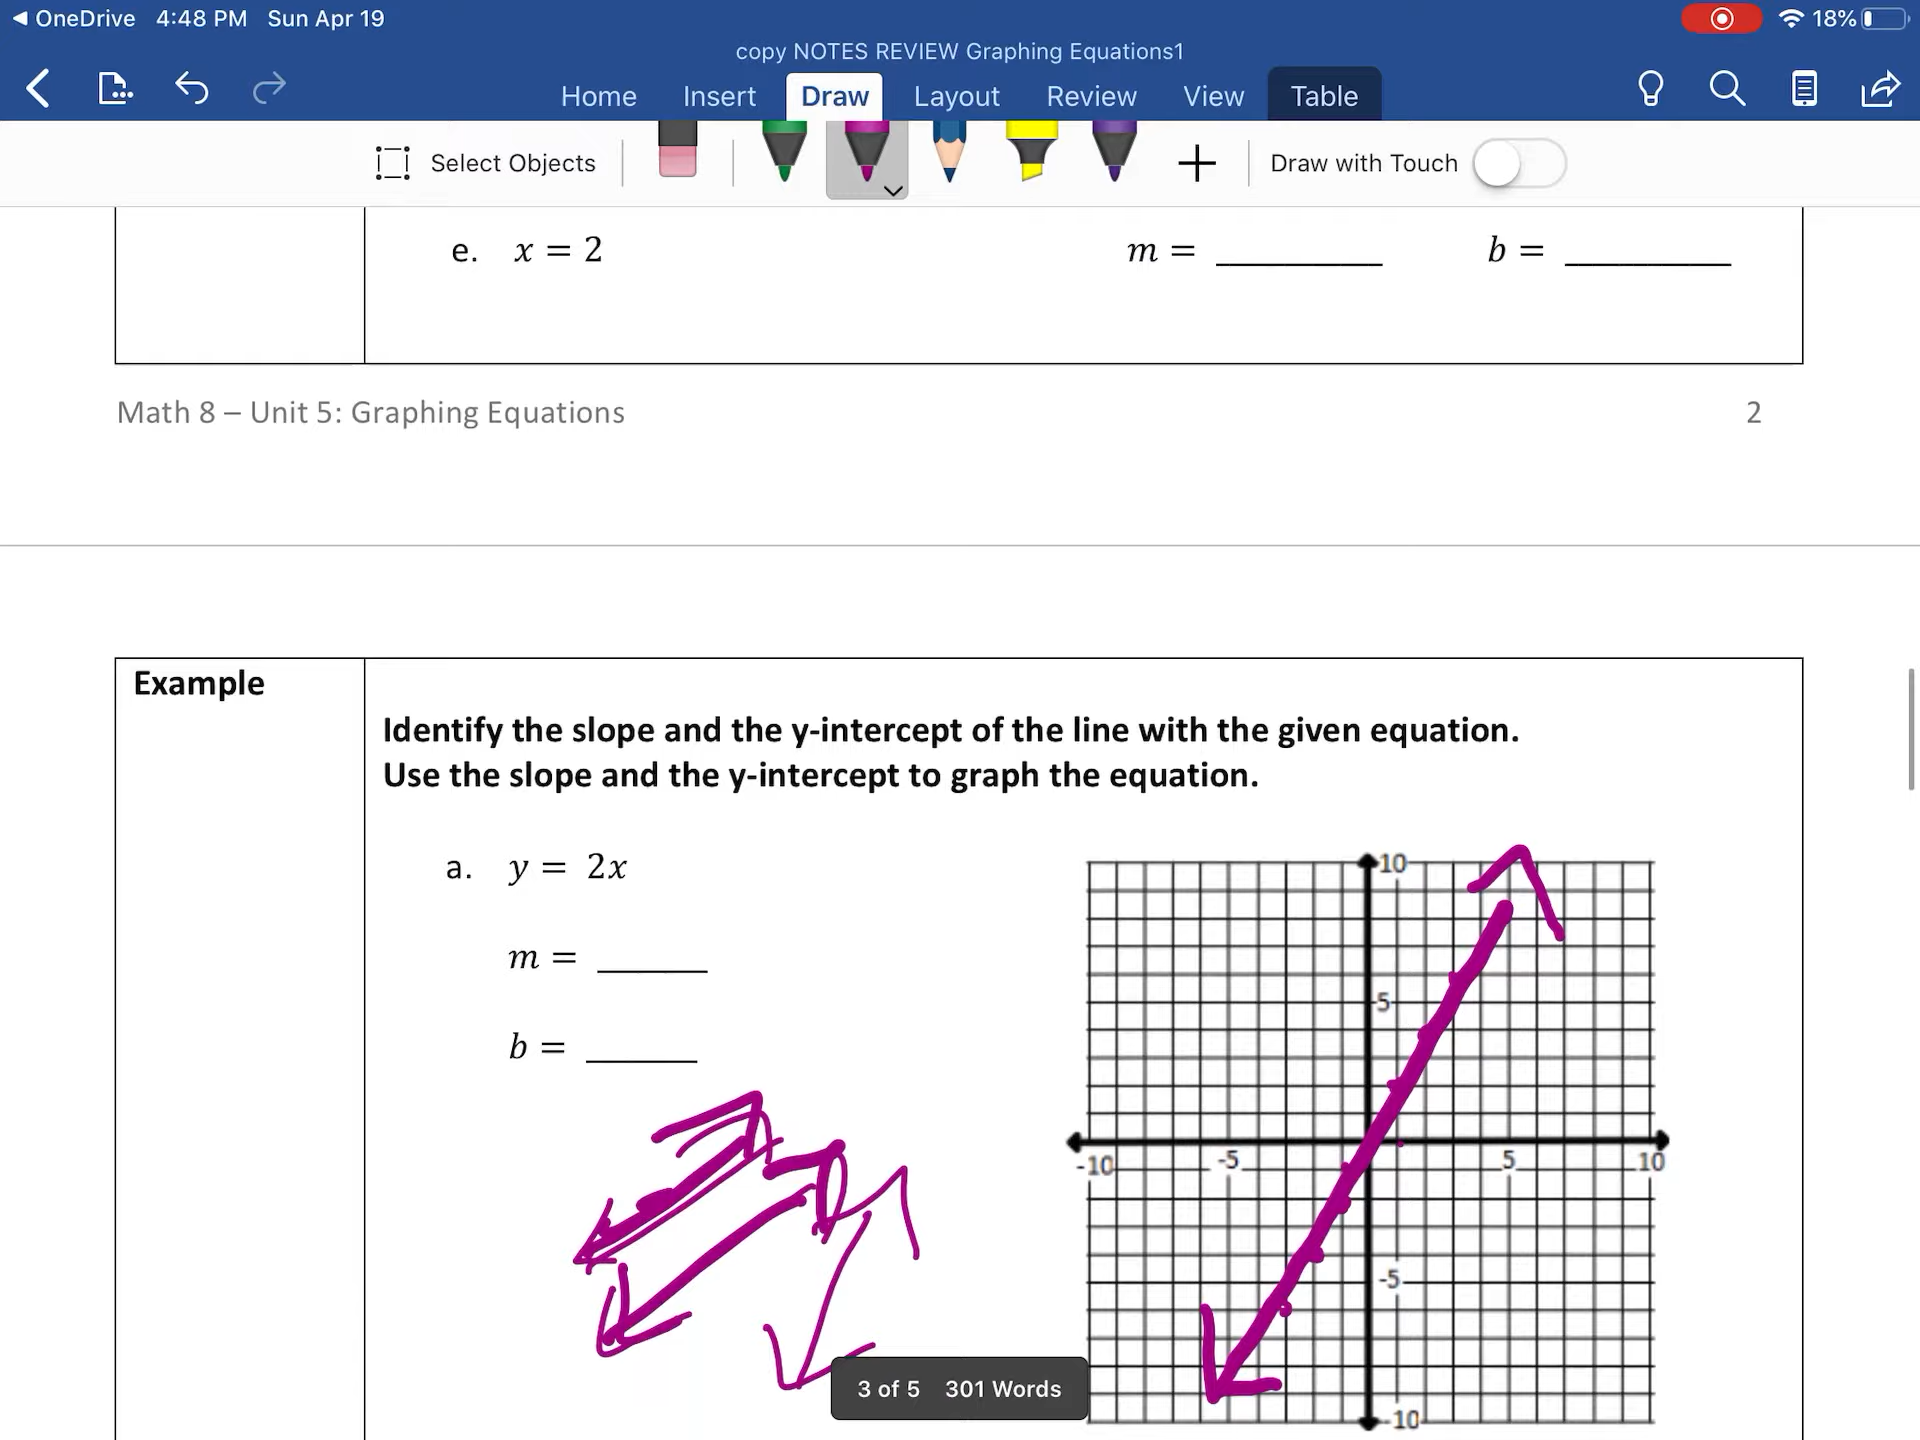 OneDrive 4:48 PM Sun Apr 19 18%
copy NOTES REVIEW Graphing Equations1
Home Insert Draw Layout Review View Table
Select Objects Draw with Touch
e. x = 2 m = __________ b = __________
Math 8 – Unit 5: Graphing Equations 2
Example
Identify the slope and the y-intercept of the line with the given equation.
Use the slope and the y-intercept to graph the equation.
a. y = 2x
m = ______
b = ______
10
5
-10 -5 5 10
-5
-10
3 of 5 301 Words